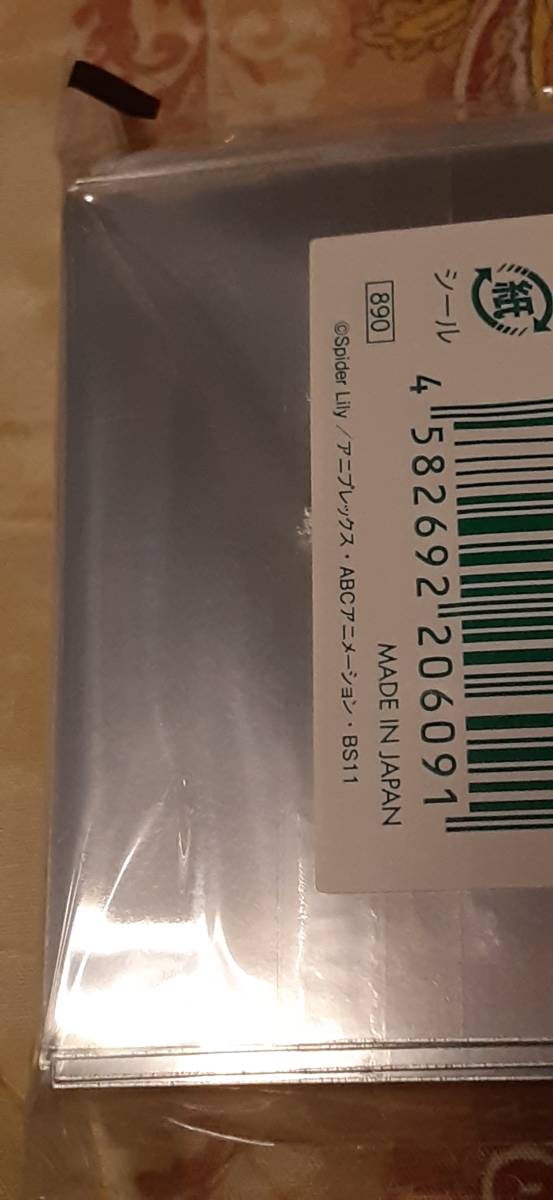 紙
シール
4 582692 206091
890
MADE IN JAPAN
©Spider Lily／アニプレックス・ABCアニメーション・BS11